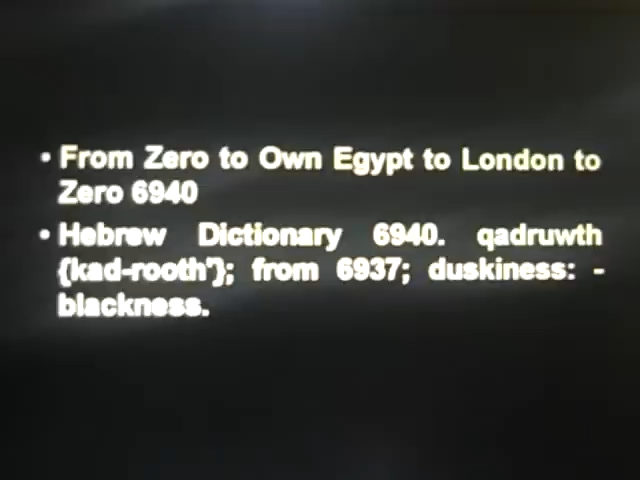 • From Zero to Own Egypt to London to
Zero 6940
• Hebrew Dictionary 6940. qadruwth
{kad-rooth'}; from 6937; duskiness: -
blackness.